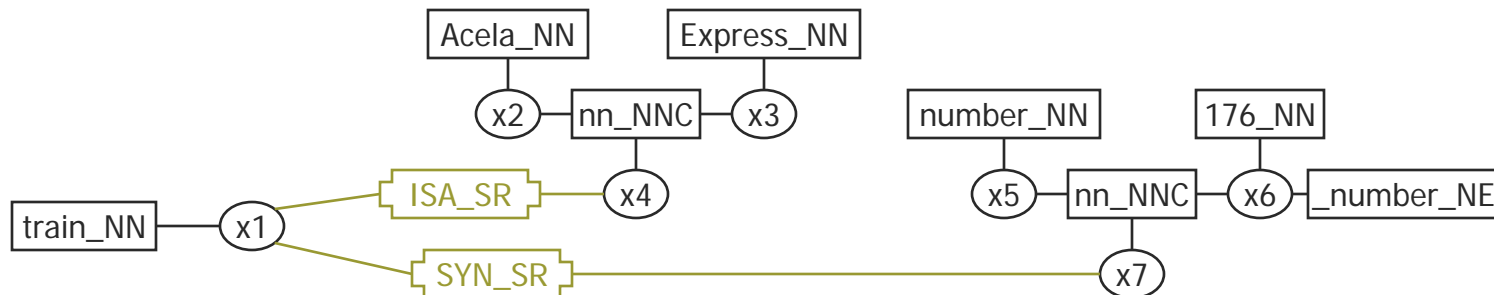 Acela_NN Express_NN
x2 nn_NNC x3 number_NN 176_NN
ISA_SR x4 x5 nn_NNC x6 _number_NE
train_NN x1
SYN_SR x7